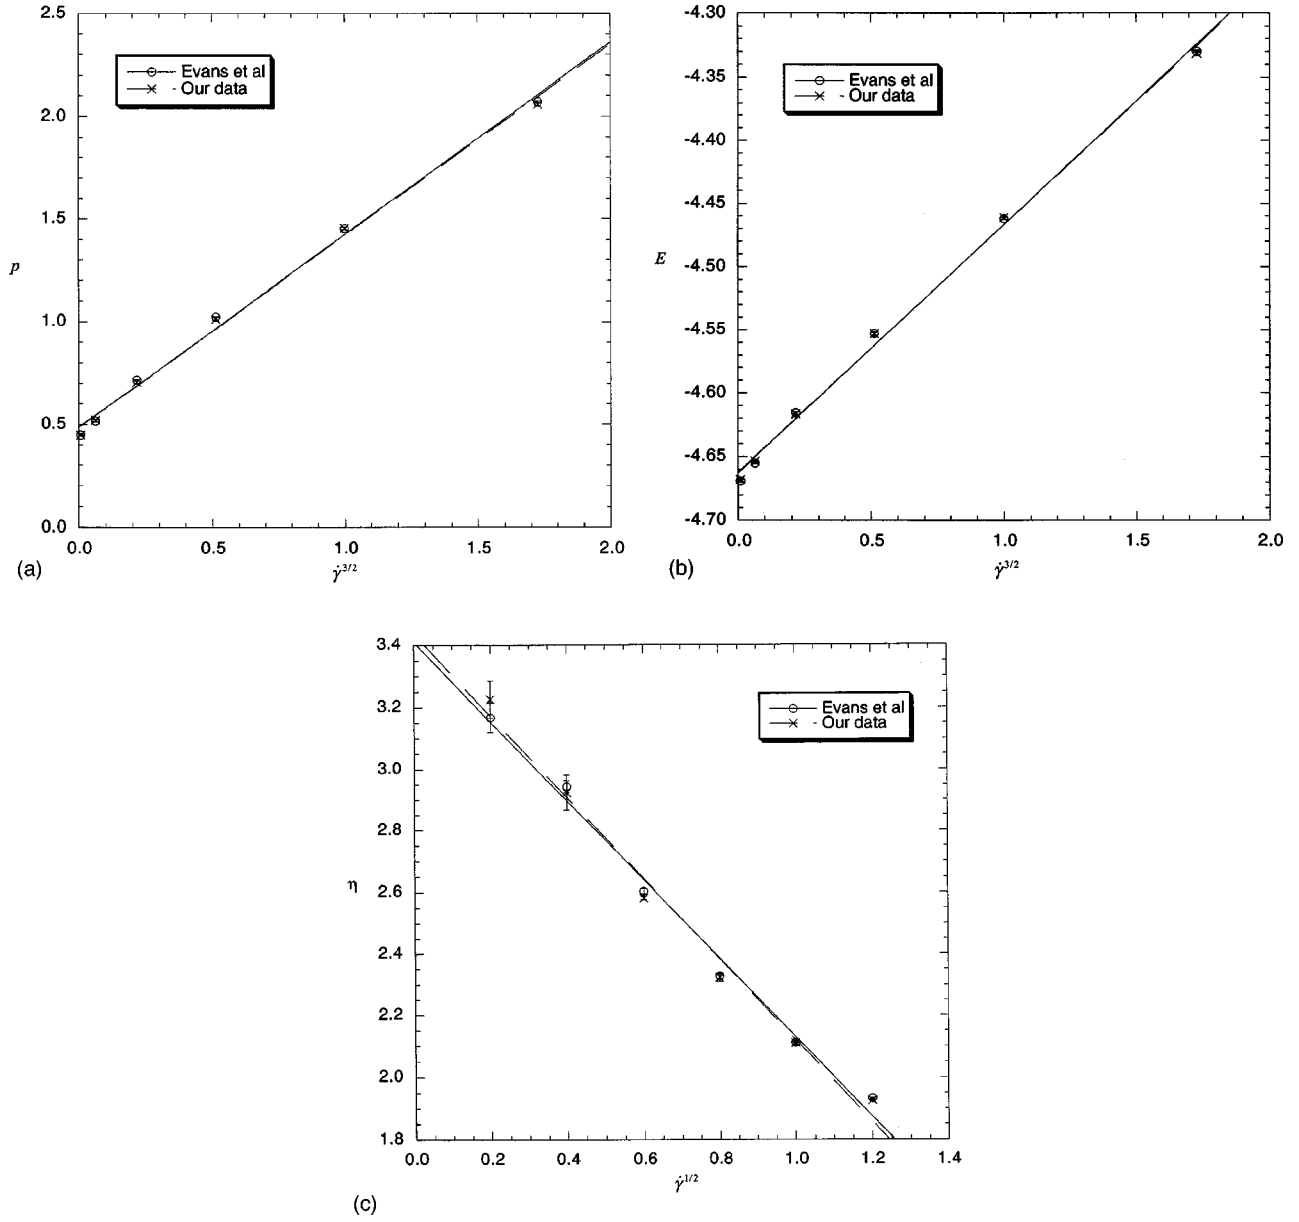 2.5
2.0
1.5
1.0
0.5
0.0
p
Evans et al
Our data
0.0 0.5 1.0 1.5 2.0
γ̇^{3/2}
(a)
-4.30
-4.35
-4.40
-4.45
-4.50
-4.55
-4.60
-4.65
-4.70
E
Evans et al
Our data
0.0 0.5 1.0 1.5 2.0
γ̇^{3/2}
(b)
3.4
3.2
3.0
2.8
2.6
2.4
2.2
2.0
1.8
η
Evans et al
Our data
0.0 0.2 0.4 0.6 0.8 1.0 1.2 1.4
γ̇^{1/2}
(c)